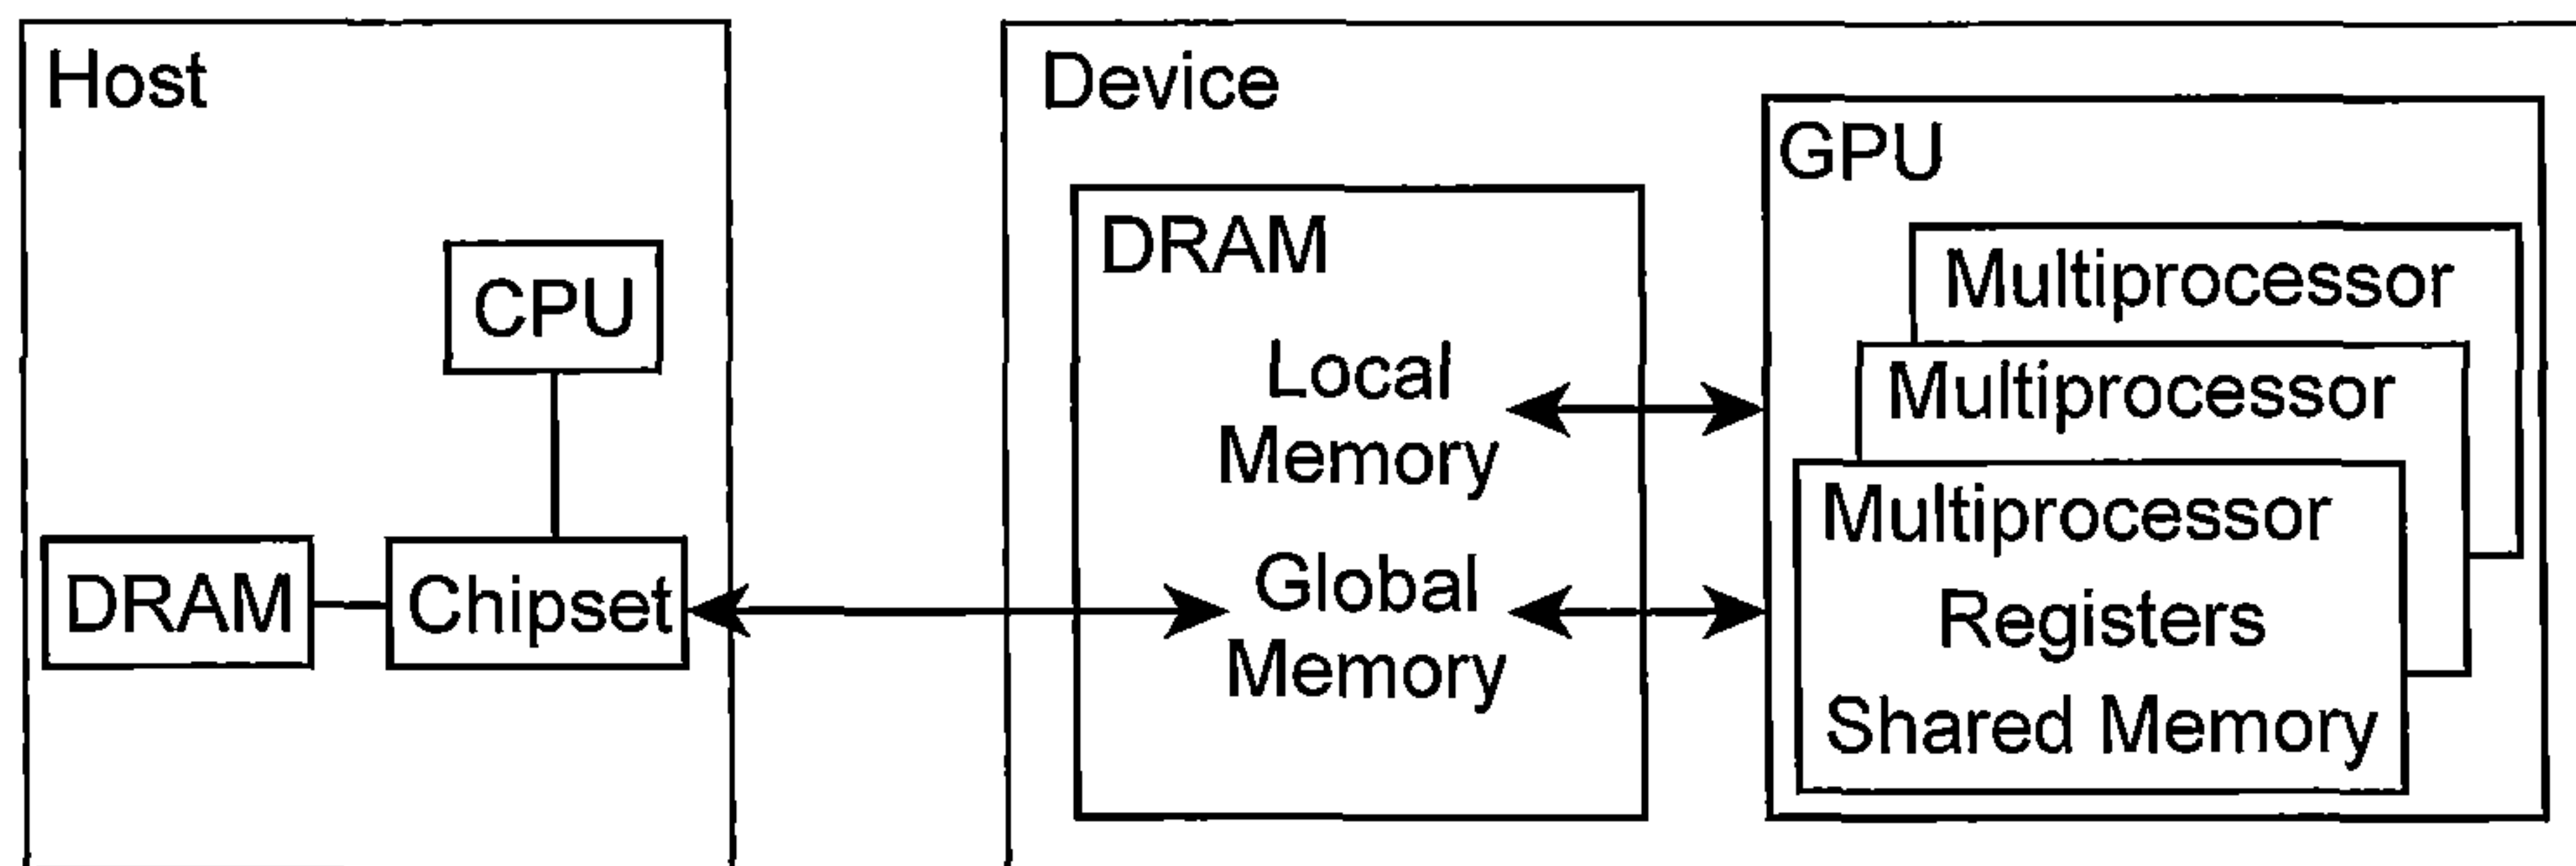 Host
CPU
DRAM
Chipset
Device
DRAM
Local
Memory
Global
Memory
GPU
Multiprocessor
Multiprocessor
Multiprocessor
Registers
Shared Memory